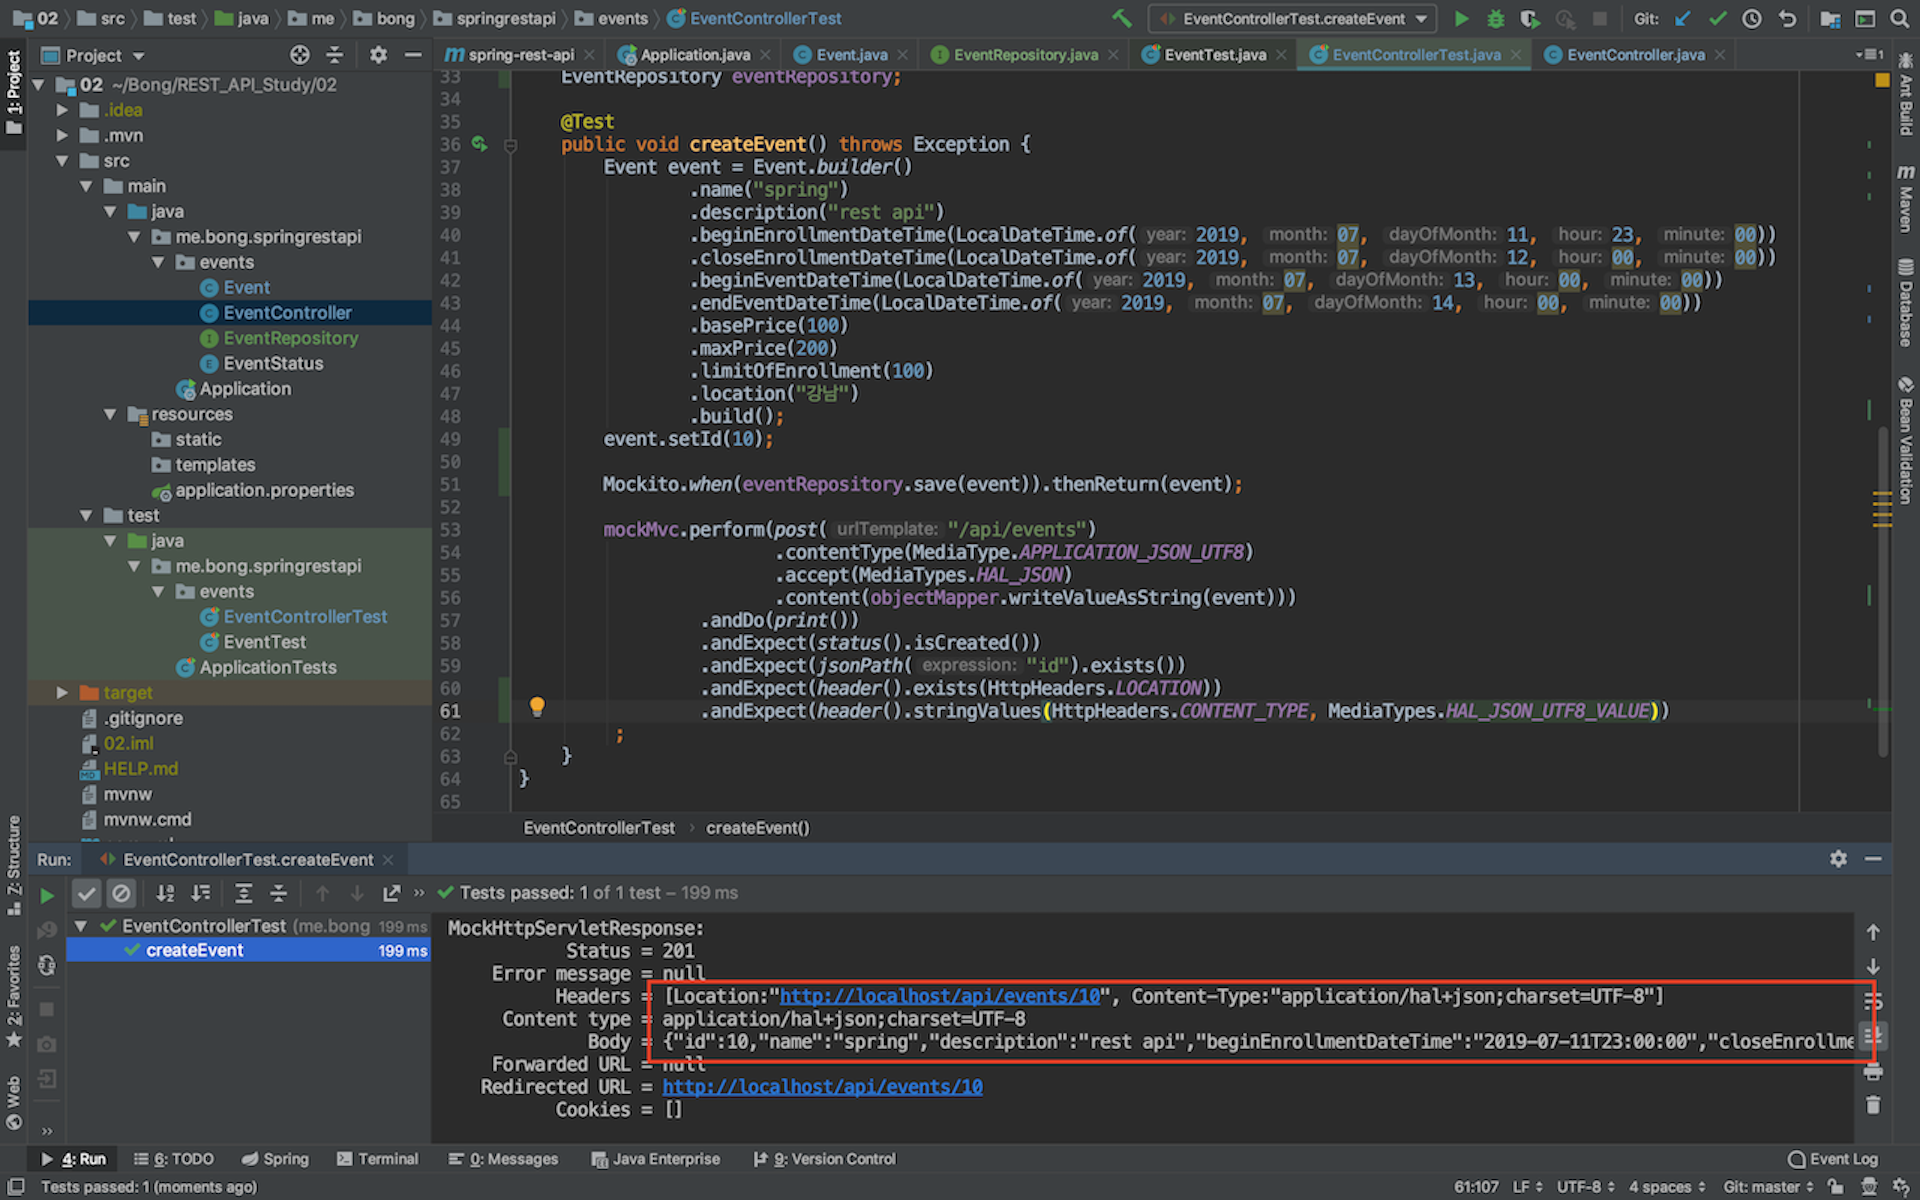 02 src test java me bong springrestapi events EventControllerTest
EventControllerTest.createEvent
Git:
Project
spring-rest-api Application.java Event.java EventRepository.java EventTest.java EventControllerTest.java EventController.java
1: Project
02 ~/Bong/REST_API_Study/02
.idea
.mvn
src
main
java
me.bong.springrestapi
events
Event
EventController
EventRepository
EventStatus
Application
resources
static
templates
application.properties
test
java
me.bong.springrestapi
events
EventControllerTest
EventTest
ApplicationTests
target
.gitignore
02.iml
HELP.md
mvnw
mvnw.cmd
33 EventRepository eventRepository;
34
35 @Test
36 public void createEvent() throws Exception {
37 Event event = Event.builder()
38 .name("spring")
39 .description("rest api")
40 .beginEnrollmentDateTime(LocalDateTime.of( year: 2019, month: 07, dayOfMonth: 11, hour: 23, minute: 00))
41 .closeEnrollmentDateTime(LocalDateTime.of( year: 2019, month: 07, dayOfMonth: 12, hour: 00, minute: 00))
42 .beginEventDateTime(LocalDateTime.of( year: 2019, month: 07, dayOfMonth: 13, hour: 00, minute: 00))
43 .endEventDateTime(LocalDateTime.of( year: 2019, month: 07, dayOfMonth: 14, hour: 00, minute: 00))
44 .basePrice(100)
45 .maxPrice(200)
46 .limitOfEnrollment(100)
47 .location("강남")
48 .build();
49 event.setId(10);
50
51 Mockito.when(eventRepository.save(event)).thenReturn(event);
52
53 mockMvc.perform(post( urlTemplate: "/api/events")
54 .contentType(MediaType.APPLICATION_JSON_UTF8)
55 .accept(MediaTypes.HAL_JSON)
56 .content(objectMapper.writeValueAsString(event)))
57 .andDo(print())
58 .andExpect(status().isCreated())
59 .andExpect(jsonPath( expression: "id").exists())
60 .andExpect(header().exists(HttpHeaders.LOCATION))
61 .andExpect(header().stringValues(HttpHeaders.CONTENT_TYPE, MediaTypes.HAL_JSON_UTF8_VALUE))
62 ;
63 }
64 }
65
EventControllerTest › createEvent()
Ant Build
Maven
Database
Bean Validation
Z: Structure
2: Favorites
Web
Run: EventControllerTest.createEvent
Tests passed: 1 of 1 test – 199 ms
EventControllerTest (me.bong 199 ms
createEvent 199 ms
MockHttpServletResponse:
Status = 201
Error message = null
Headers = [Location:"http://localhost/api/events/10", Content-Type:"application/hal+json;charset=UTF-8"]
Content type = application/hal+json;charset=UTF-8
Body = {"id":10,"name":"spring","description":"rest api","beginEnrollmentDateTime":"2019-07-11T23:00:00","closeEnrollme
Forwarded URL = null
Redirected URL = http://localhost/api/events/10
Cookies = []
4: Run 6: TODO Spring Terminal 0: Messages Java Enterprise 9: Version Control Event Log
Tests passed: 1 (moments ago) 61:107 LF UTF-8 4 spaces Git: master